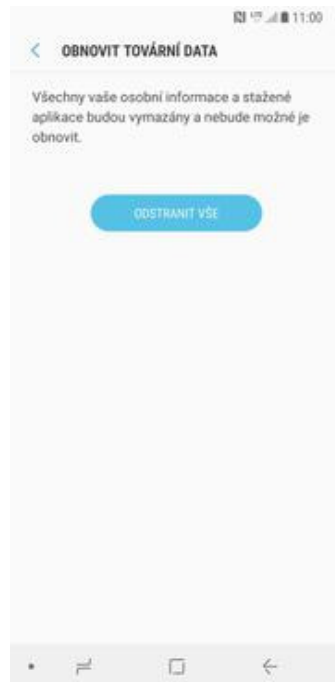 11:00
OBNOVIT TOVÁRNÍ DATA
Všechny vaše osobní informace a stažené
aplikace budou vymazány a nebude možné je
obnovit.
ODSTRANIT VŠE